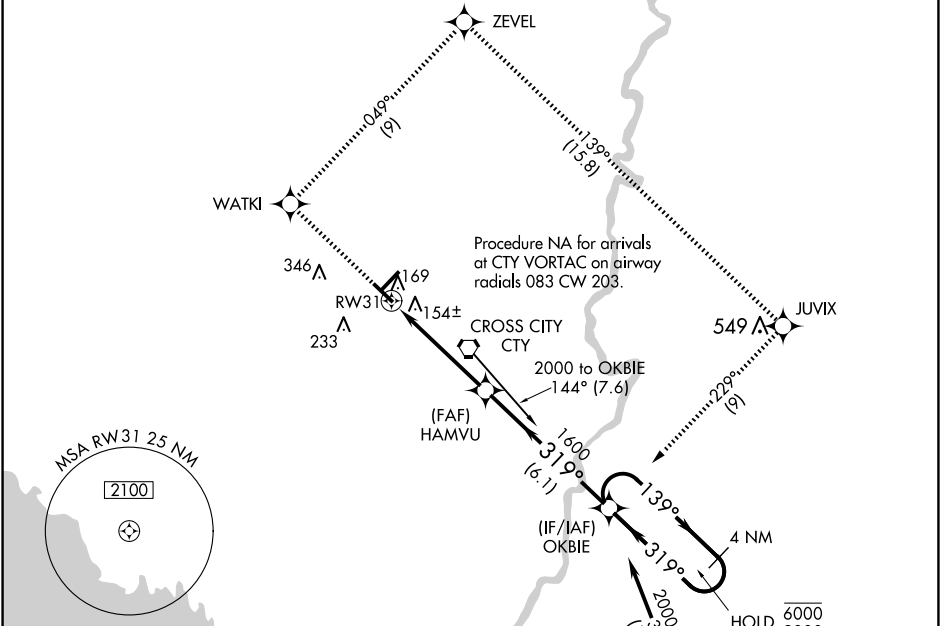 ZEVEL
049°
(9)
139°
(15.8)
WATKI
Procedure NA for arrivals
at CTY VORTAC on airway
radials 083 CW 203.
346
169
RW31
154±
233
JUVIX
549
CROSS CITY
CTY
2000 to OKBIE
144° (7.6)
229°
(9)
(FAF)
HAMVU
1600
319°
(6.1)
MSA RW31 25 NM
2100
139°
(IF/IAF)
OKBIE
4 NM
319°
2000
HOLD
6000